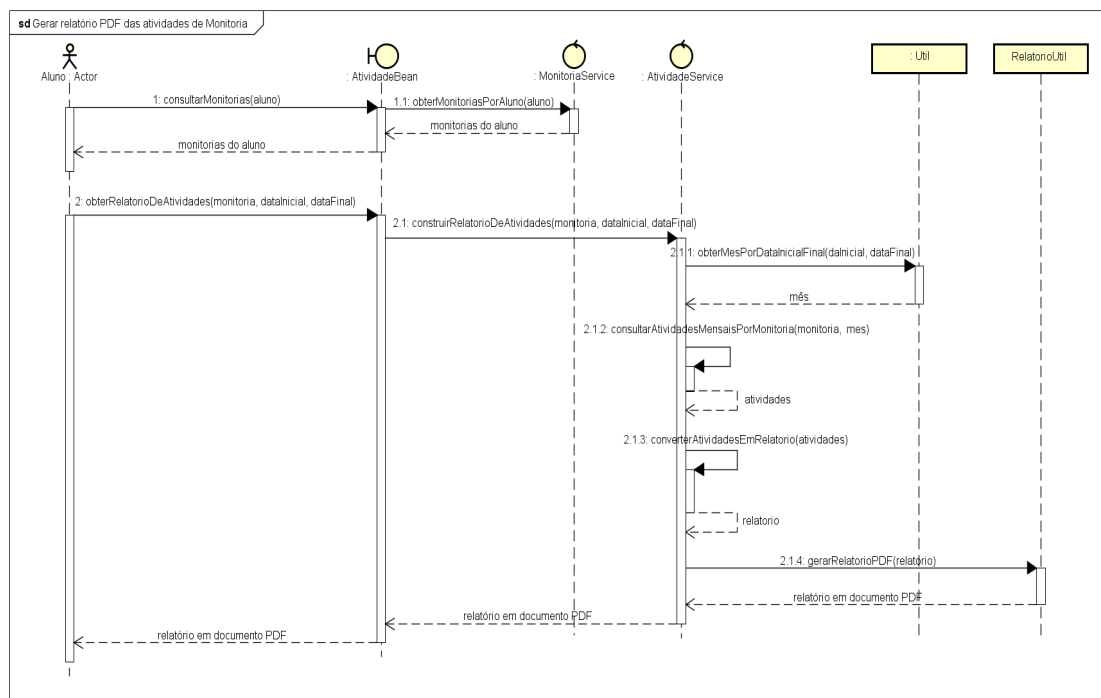 sd Gerar relatório PDF das atividades de Monitoria
Aluno : Actor
: AtividadeBean
: MonitoriaService
: AtividadeService
: Util
RelatorioUtil
1: consultarMonitorias(aluno)
1.1: obterMonitoriasPorAluno(aluno)
monitorias do aluno
monitorias do aluno
2: obterRelatorioDeAtividades(monitoria, dataInicial, dataFinal)
2.1: construirRelatorioDeAtividades(monitoria, dataInicial, dataFinal)
2.1.1: obterMesPorDataInicialFinal(daInicial, dataFinal)
mês
2.1.2: consultarAtividadesMensaisPorMonitoria(monitoria, mes)
atividades
2.1.3: converterAtividadesEmRelatorio(atividades)
relatorio
2.1.4: gerarRelatorioPDF(relatório)
relatório em documento PDF
relatório em documento PDF
relatório em documento PDF